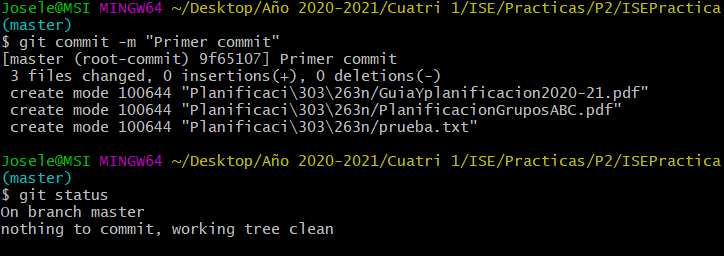 Josele@MSI MINGW64 ~/Desktop/Año 2020-2021/Cuatri 1/ISE/Practicas/P2/ISEPractica
(master)
$ git commit -m "Primer commit"
[master (root-commit) 9f65107] Primer commit
 3 files changed, 0 insertions(+), 0 deletions(-)
 create mode 100644 "Planificaci\303\263n/GuiaYplanificacion2020-21.pdf"
 create mode 100644 "Planificaci\303\263n/PlanificacionGruposABC.pdf"
 create mode 100644 "Planificaci\303\263n/prueba.txt"
Josele@MSI MINGW64 ~/Desktop/Año 2020-2021/Cuatri 1/ISE/Practicas/P2/ISEPractica
(master)
$ git status
On branch master
nothing to commit, working tree clean